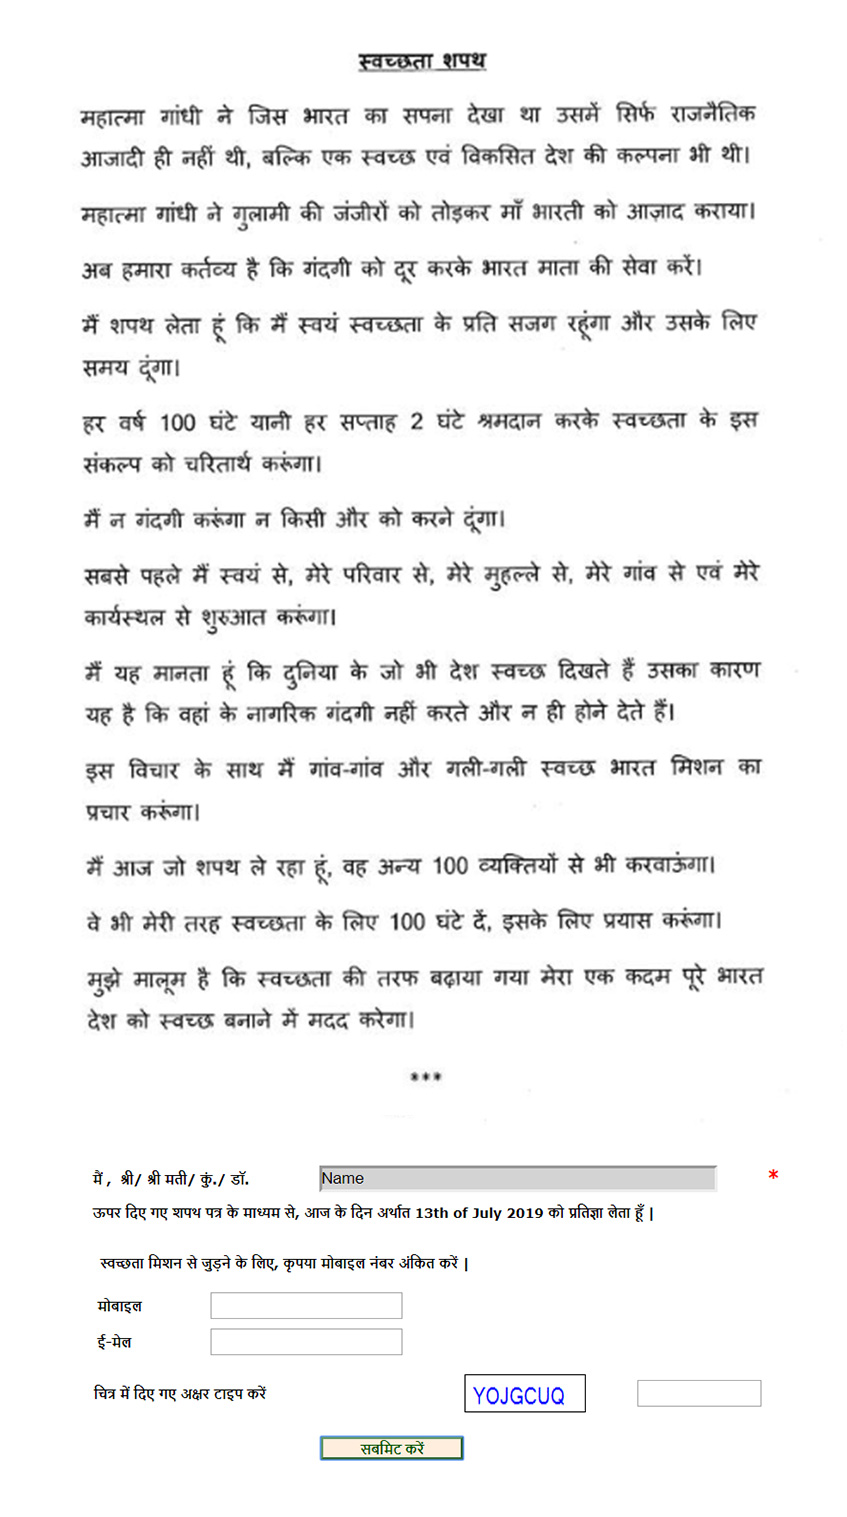 स्वच्छता शपथ
महात्मा गांधी ने जिस भारत का सपना देखा था उसमें सिर्फ राजनैतिक
आजादी ही नहीं थी, बल्कि एक स्वच्छ एवं विकसित देश की कल्पना भी थी।
महात्मा गांधी ने गुलामी की जंजीरों को तोड़कर माँ भारती को आज़ाद कराया।
अब हमारा कर्तव्य है कि गंदगी को दूर करके भारत माता की सेवा करें।
मैं शपथ लेता हूं कि मैं स्वयं स्वच्छता के प्रति सजग रहूंगा और उसके लिए
समय दूंगा।
हर वर्ष 100 घंटे यानी हर सप्ताह 2 घंटे श्रमदान करके स्वच्छता के इस
संकल्प को चरितार्थ करूंगा।
मैं न गंदगी करूंगा न किसी और को करने दूंगा।
सबसे पहले मैं स्वयं से, मेरे परिवार से, मेरे मुहल्ले से, मेरे गांव से एवं मेरे
कार्यस्थल से शुरुआत करूंगा।
मैं यह मानता हूं कि दुनिया के जो भी देश स्वच्छ दिखते हैं उसका कारण
यह है कि वहां के नागरिक गंदगी नहीं करते और न ही होने देते हैं।
इस विचार के साथ मैं गांव-गांव और गली-गली स्वच्छ भारत मिशन का
प्रचार करूंगा।
मैं आज जो शपथ ले रहा हूं, वह अन्य 100 व्यक्तियों से भी करवाऊंगा।
वे भी मेरी तरह स्वच्छता के लिए 100 घंटे दें, इसके लिए प्रयास करूंगा।
मुझे मालूम है कि स्वच्छता की तरफ बढ़ाया गया मेरा एक कदम पूरे भारत
देश को स्वच्छ बनाने में मदद करेगा।
***
मैं , श्री/ श्री मती/ कुं./ डॉ. Name *
ऊपर दिए गए शपथ पत्र के माध्यम से, आज के दिन अर्थात 13th of July 2019 को प्रतिज्ञा लेता हूँ |
स्वच्छता मिशन से जुड़ने के लिए, कृपया मोबाइल नंबर अंकित करें |
मोबाइल
ई-मेल
चित्र में दिए गए अक्षर टाइप करें YOJGCUQ
सबमिट करें